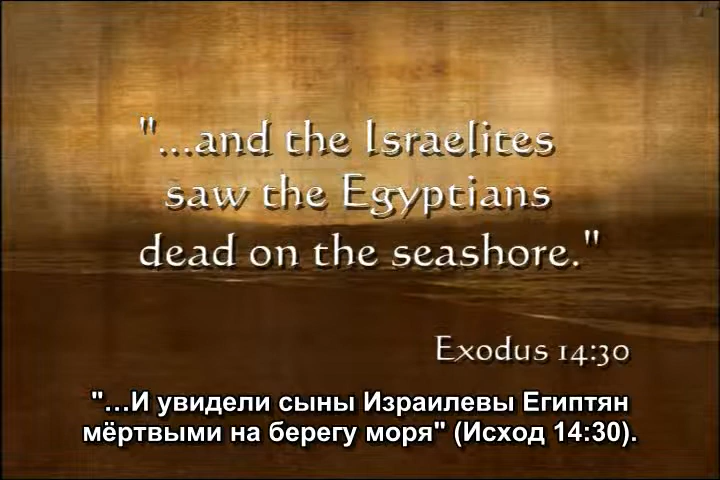 "...and the Israelites
saw the Egyptians
dead on the seashore."
Exodus 14:30
"…И увидели сыны Израилевы Египтян
мёртвыми на берегу моря" (Исход 14:30).